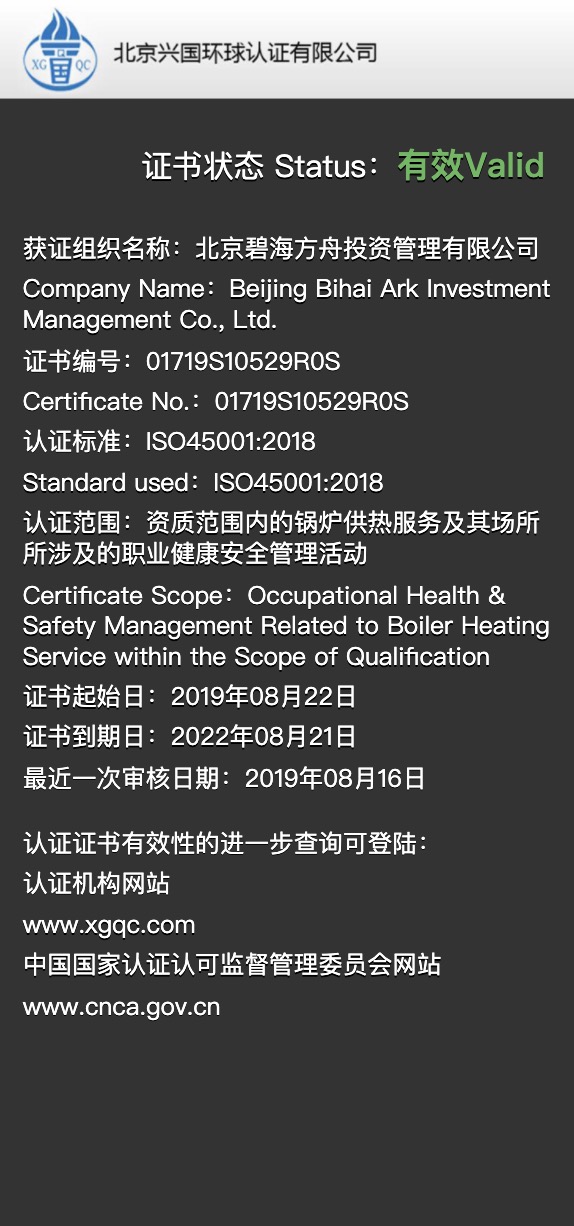 XG QC
国
北京兴国环球认证有限公司
证书状态 Status：有效Valid
获证组织名称：北京碧海方舟投资管理有限公司
Company Name：Beijing Bihai Ark Investment
Management Co., Ltd.
证书编号：01719S10529R0S
Certificate No.：01719S10529R0S
认证标准：ISO45001:2018
Standard used：ISO45001:2018
认证范围：资质范围内的锅炉供热服务及其场所
所涉及的职业健康安全管理活动
Certificate Scope：Occupational Health &
Safety Management Related to Boiler Heating
Service within the Scope of Qualification
证书起始日：2019年08月22日
证书到期日：2022年08月21日
最近一次审核日期：2019年08月16日
认证证书有效性的进一步查询可登陆：
认证机构网站
www.xgqc.com
中国国家认证认可监督管理委员会网站
www.cnca.gov.cn